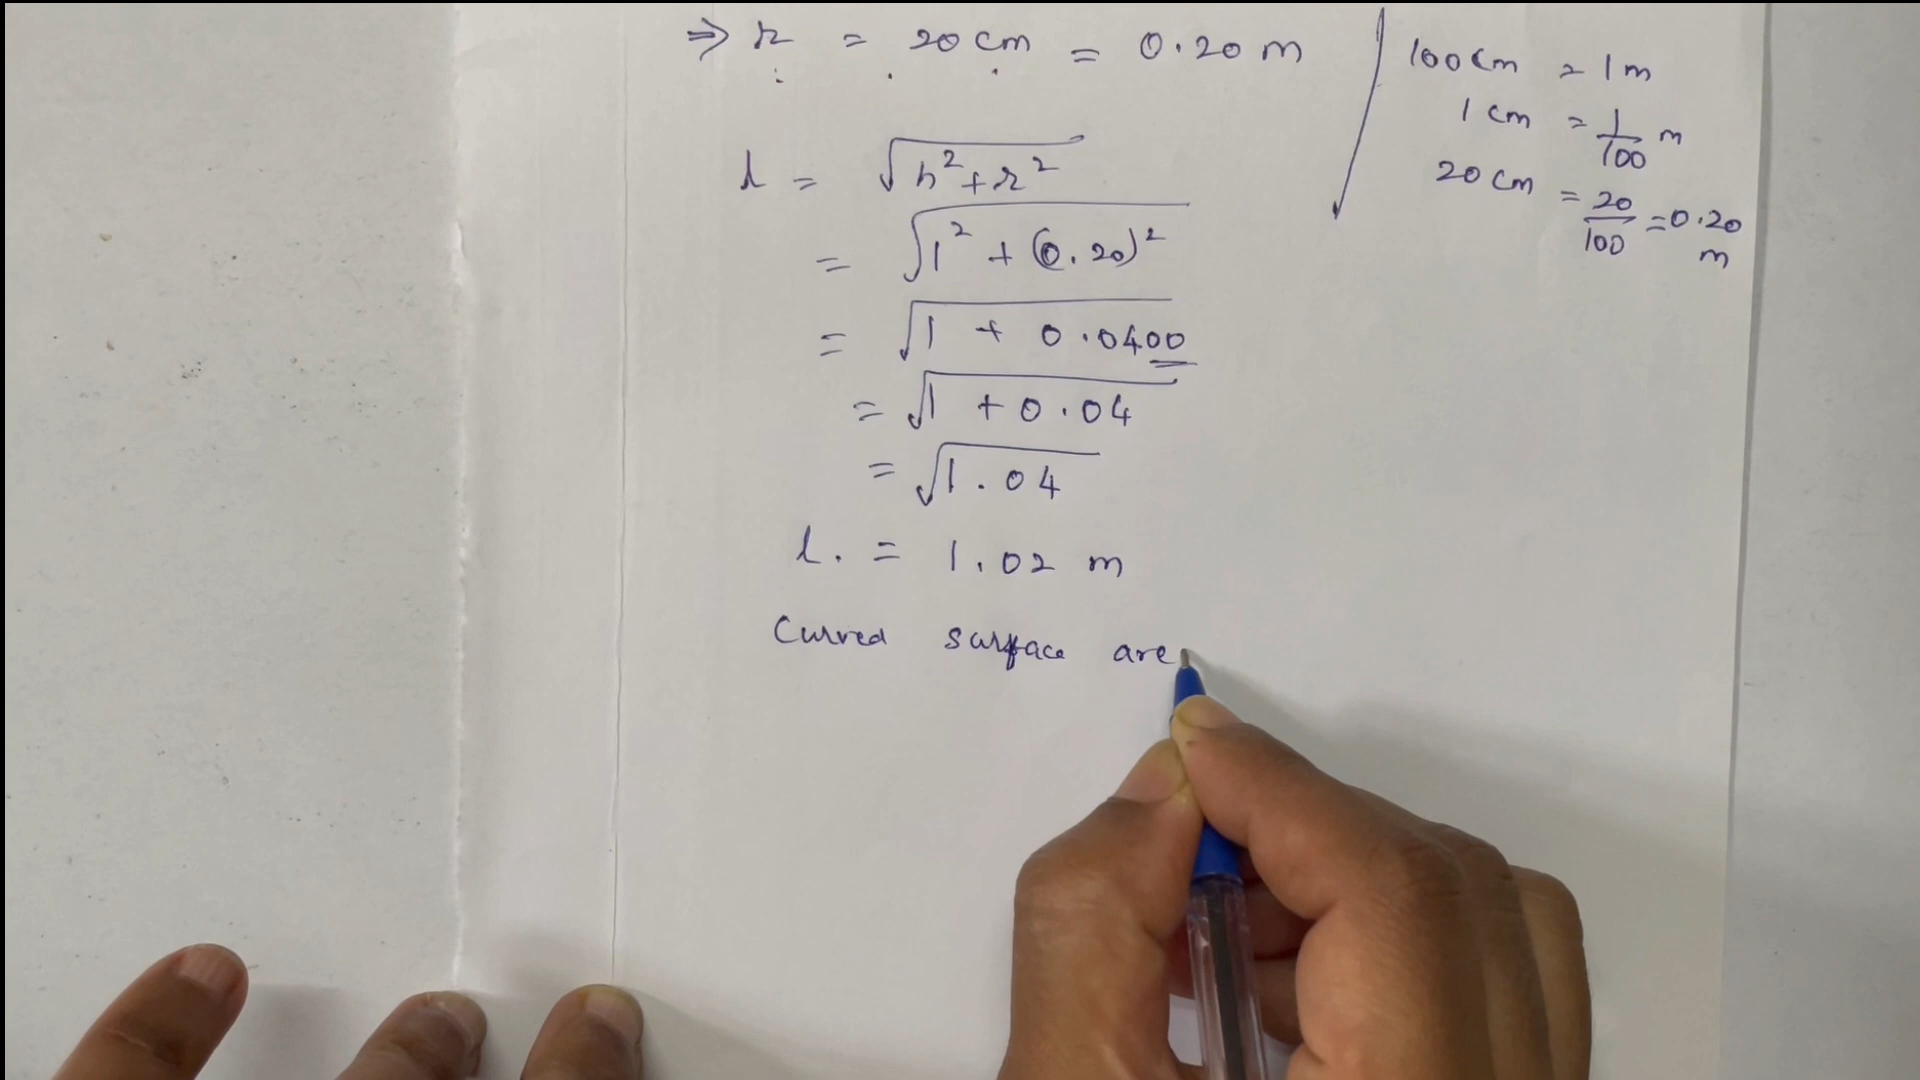 ⇒ r = 20 cm = 0.20 m
l = √h²+r²
= √1² + (0.20)²
= √1 + 0.0400
= √1 + 0.04
= √1.04
l. = 1.02 m
Curved surface are
100 cm = 1 m
1 cm = 1/100 m
20 cm = 20/100 = 0.20
m